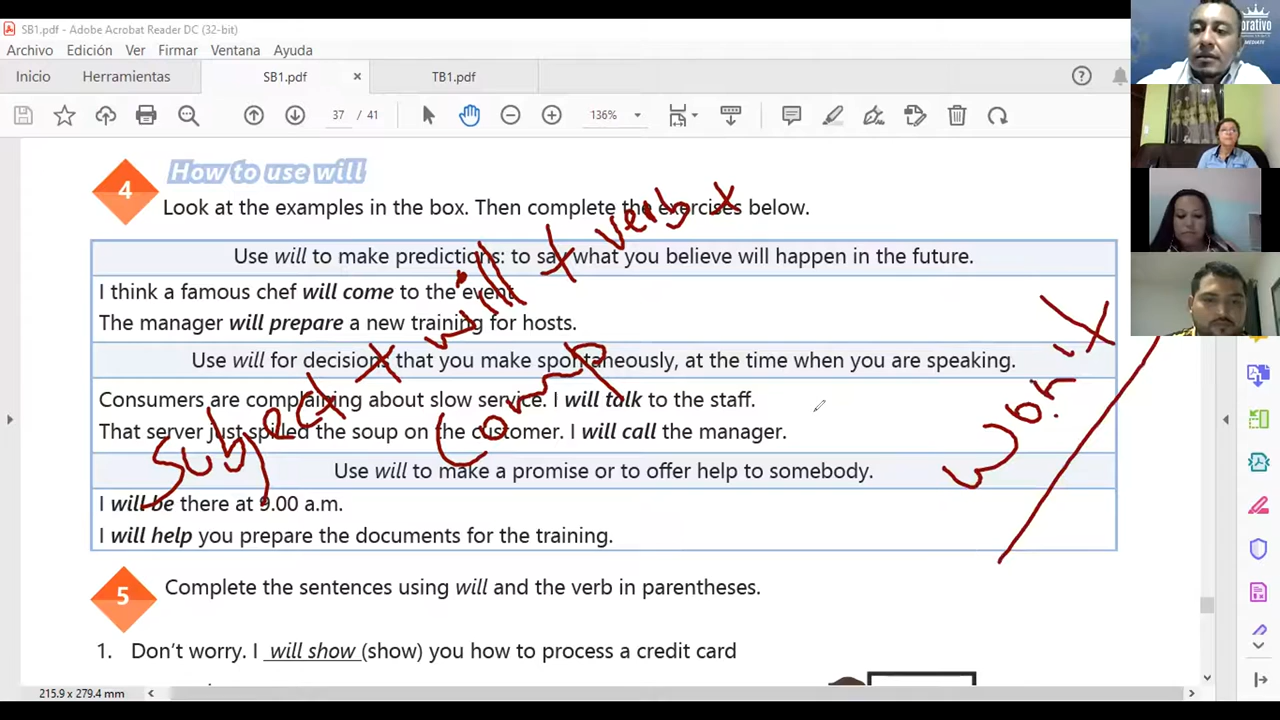 SB1.pdf - Adobe Acrobat Reader DC (32-bit)
Archivo Edición Ver Firmar Ventana Ayuda
Inicio Herramientas SB1.pdf × TB1.pdf
37 / 41 136%
orativo
MEDIATE
4 How to use will
Look at the examples in the box. Then complete the exercises below.
Use will to make predictions: to say what you believe will happen in the future.
I think a famous chef will come to the event.
The manager will prepare a new training for hosts.
Use will for decisions that you make spontaneously, at the time when you are speaking.
Consumers are complaining about slow service. I will talk to the staff.
That server just spilled the soup on the customer. I will call the manager.
Use will to make a promise or to offer help to somebody.
I will be there at 9.00 a.m.
I will help you prepare the documents for the training.
Subject + will + verb +
Comp
won't
5 Complete the sentences using will and the verb in parentheses.
1. Don't worry. I will show (show) you how to process a credit card
215.9 x 279.4 mm